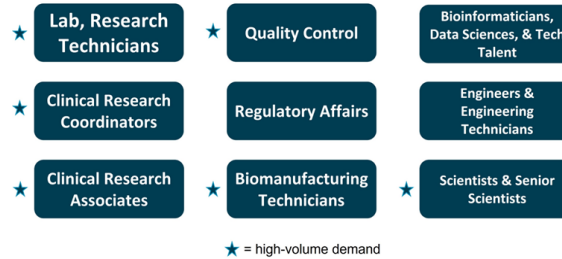 Lab, Research
Technicians
Quality Control
Bioinformaticians,
Data Sciences, & Tech
Talent
Clinical Research
Coordinators
Regulatory Affairs
Engineers &
Engineering
Technicians
Clinical Research
Associates
Biomanufacturing
Technicians
Scientists & Senior
Scientists
= high-volume demand